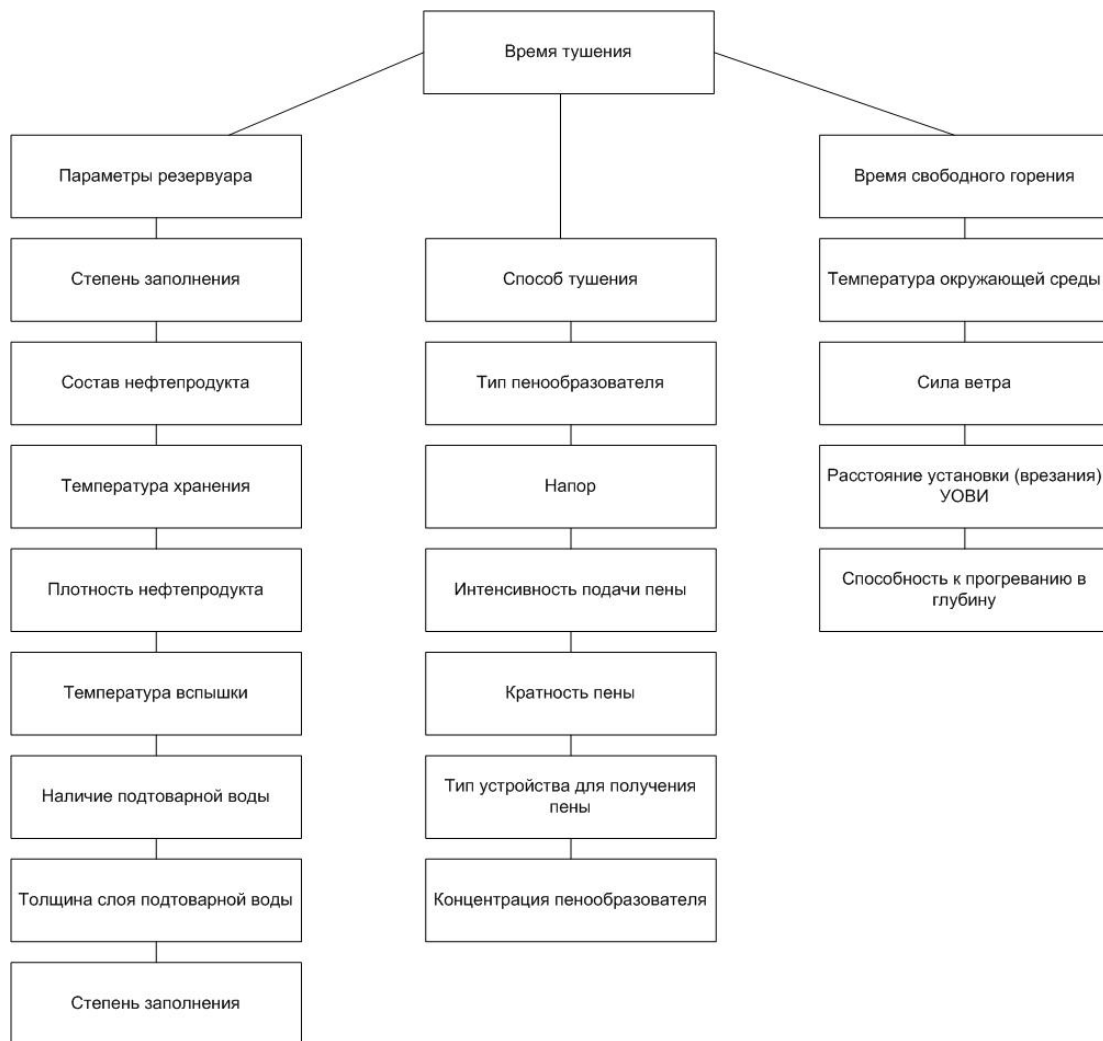 Время тушения
Параметры резервуара
Степень заполнения
Состав нефтепродукта
Температура хранения
Плотность нефтепродукта
Температура вспышки
Наличие подтоварной воды
Толщина слоя подтоварной воды
Степень заполнения
Способ тушения
Тип пенообразователя
Напор
Интенсивность подачи пены
Кратность пены
Тип устройства для получения
пены
Концентрация пенообразователя
Время свободного горения
Температура окружающей среды
Сила ветра
Расстояние установки (врезания)
УОВИ
Способность к прогреванию в
глубину